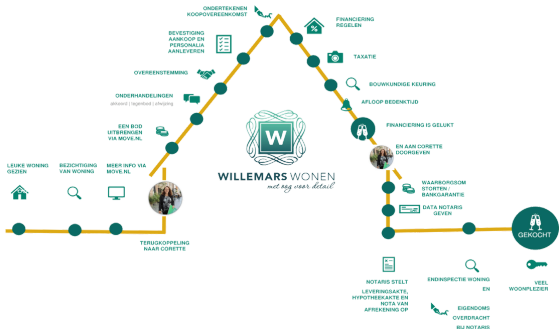 LEUKE WONING
GEZIEN
BEZICHTIGING
VAN WONING
MEER INFO VIA
MOVE.NL
TERUGKOPPELING
NAAR CORETTE
EEN BOD
UITBRENGEN
VIA MOVE.NL
ONDERHANDELINGEN
akkoord / tegenbod / afwijzing
OVEREENSTEMMING
BEVESTIGING
AANKOOP EN
PERSONALIA
AANLEVEREN
ONDERTEKENEN
KOOPOVEREENKOMST
FINANCIERING
REGELEN
TAXATIE
BOUWKUNDIGE KEURING
AFLOOP BEDENKTIJD
FINANCIERING IS GELUKT
EN AAN CORETTE
DOORGEVEN
WAARBORGSOM
STORTEN /
BANKGARANTIE
DATA NOTARIS
GEVEN
W
WILLEMARS WONEN
met oog voor detail
NOTARIS STELT
LEVERINGSAKTE,
HYPOTHEEKAKTE EN
NOTA VAN
AFREKENING OP
EINDINSPECTIE WONING
EN
EIGENDOMS
OVERDRACHT
BIJ NOTARIS
GEKOCHT
VEEL
WOONPLEZIER